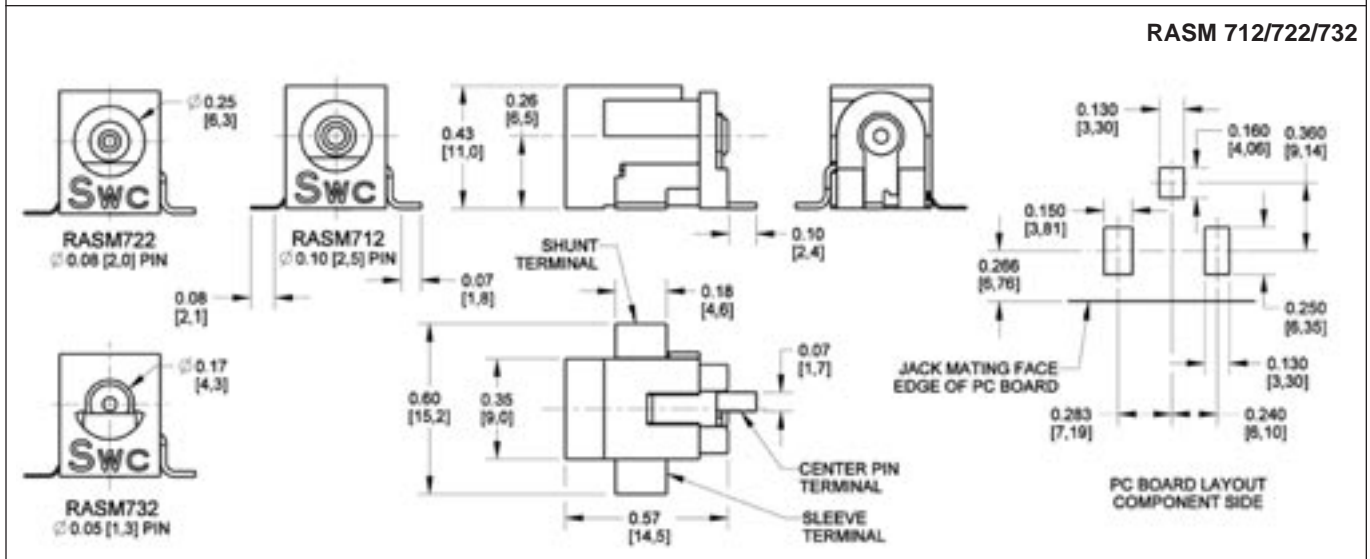 RASM 712/722/732
Ø 0.25
[6,3]
SWC
RASM722
Ø 0.08 [2,0] PIN
SWC
RASM712
Ø 0.10 [2,5] PIN
0.08
[2,1]
0.07
[1,8]
0.43
[11,0]
0.26
[6,5]
0.10
[2,4]
SHUNT
TERMINAL
0.18
[4,6]
0.60
[15,2]
0.35
[9,0]
0.07
[1,7]
CENTER PIN
TERMINAL
SLEEVE
TERMINAL
0.57
[14,5]
Ø 0.17
[4,3]
SWC
RASM732
Ø 0.05 [1,3] PIN
0.130
[3,30]
0.160
[4,06]
0.360
[9,14]
0.150
[3,81]
0.266
[6,76]
0.250
[6,35]
0.130
[3,30]
JACK MATING FACE
EDGE OF PC BOARD
0.283
[7,19]
0.240
[6,10]
PC BOARD LAYOUT
COMPONENT SIDE